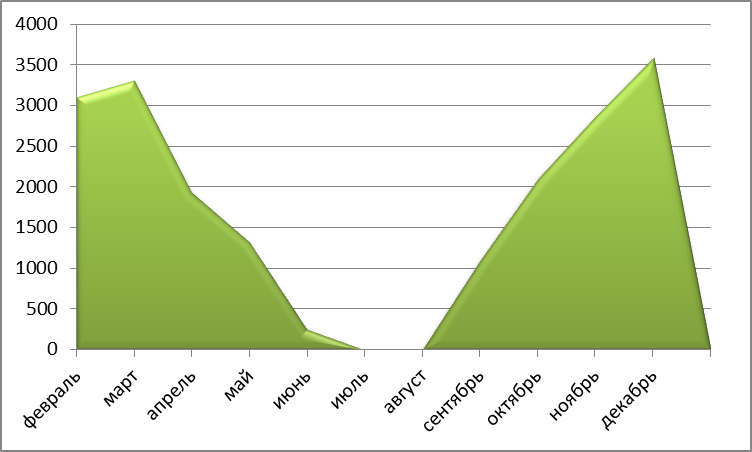 4000
3500
3000
2500
2000
1500
1000
500
0
февраль
март
апрель
май
июнь
июль
август
сентябрь
октябрь
ноябрь
декабрь